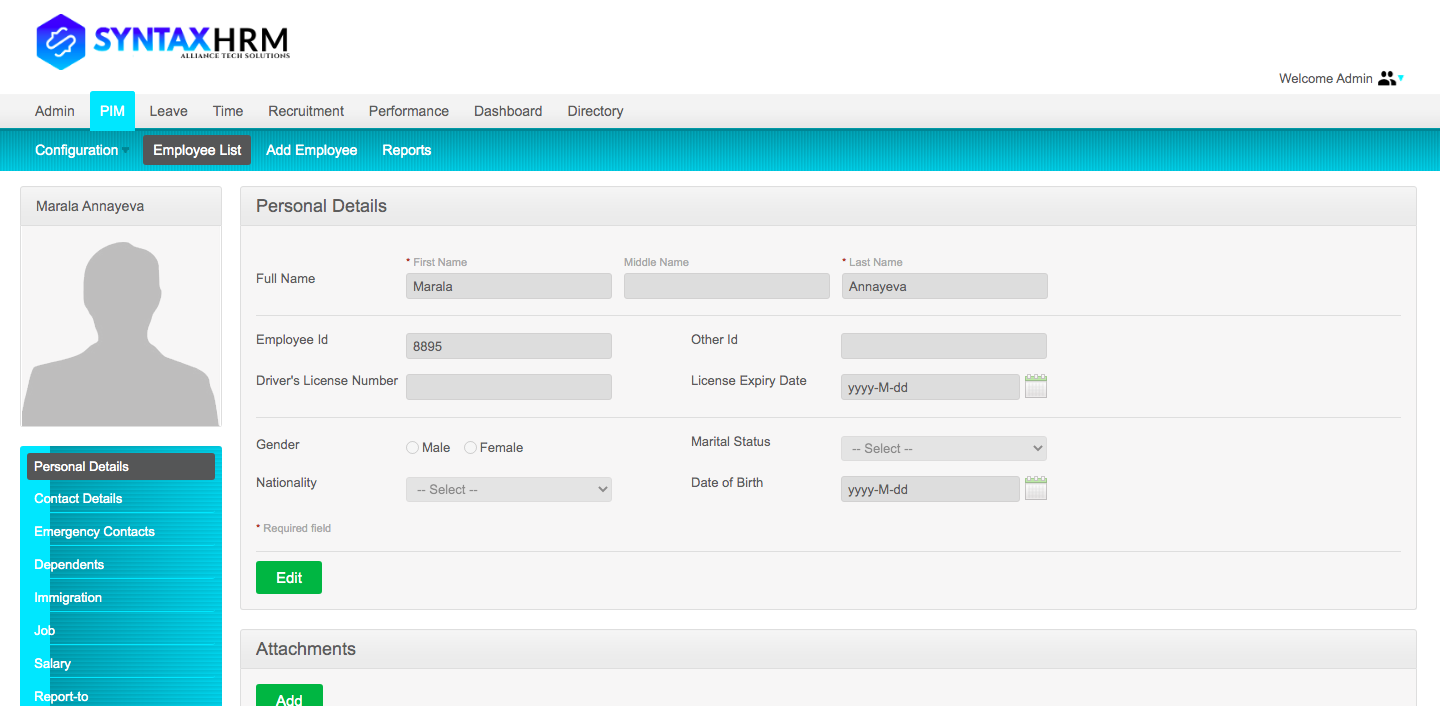 SYNTAXHRM
ALLIANCE TECH SOLUTIONS
Welcome Admin
Admin PIM Leave Time Recruitment Performance Dashboard Directory
Configuration Employee List Add Employee Reports
Marala Annayeva
Personal Details
* First Name Middle Name * Last Name
Full Name
Marala Annayeva
Employee Id 8895 Other Id
Driver's License Number License Expiry Date yyyy-M-dd
Gender Male Female Marital Status -- Select --
Nationality -- Select -- Date of Birth yyyy-M-dd
* Required field
Edit
Attachments
Add
Personal Details
Contact Details
Emergency Contacts
Dependents
Immigration
Job
Salary
Report-to